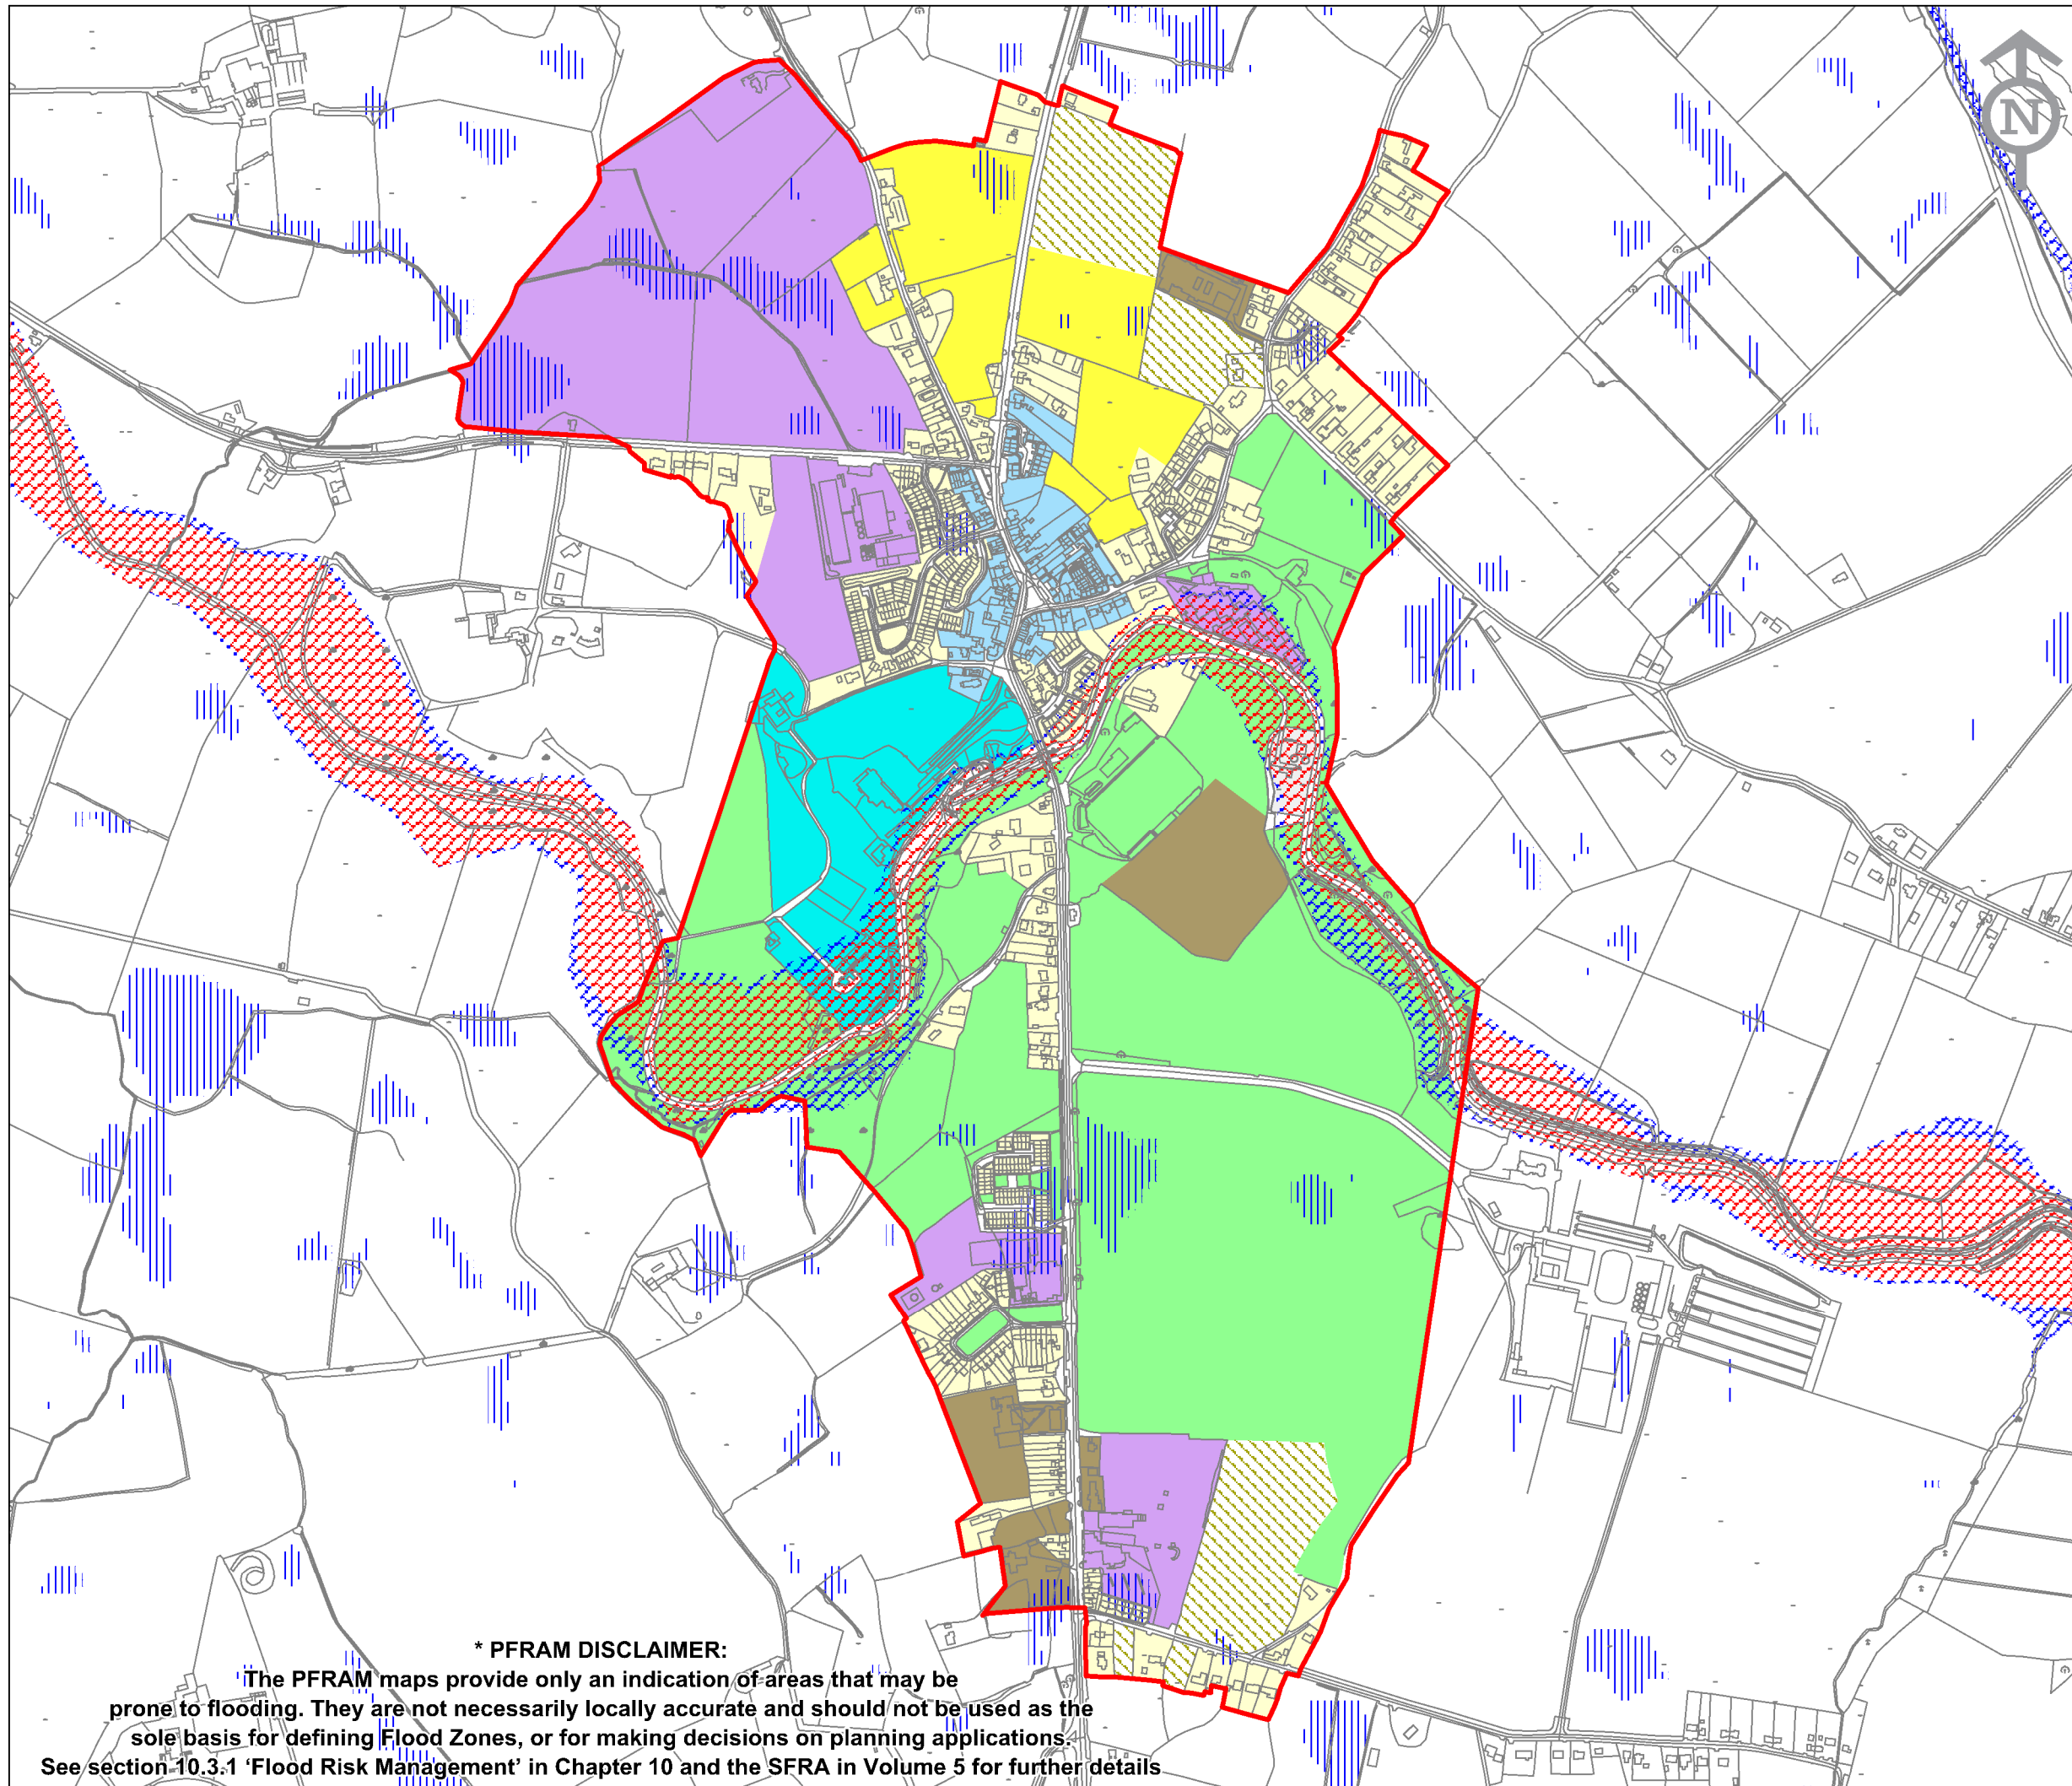 N
* PFRAM DISCLAIMER:
The PFRAM maps provide only an indication of areas that may be
prone to flooding. They are not necessarily locally accurate and should not be used as the
sole basis for defining Flood Zones, or for making decisions on planning applications.
See section 10.3.1 'Flood Risk Management' in Chapter 10 and the SFRA in Volume 5 for further details